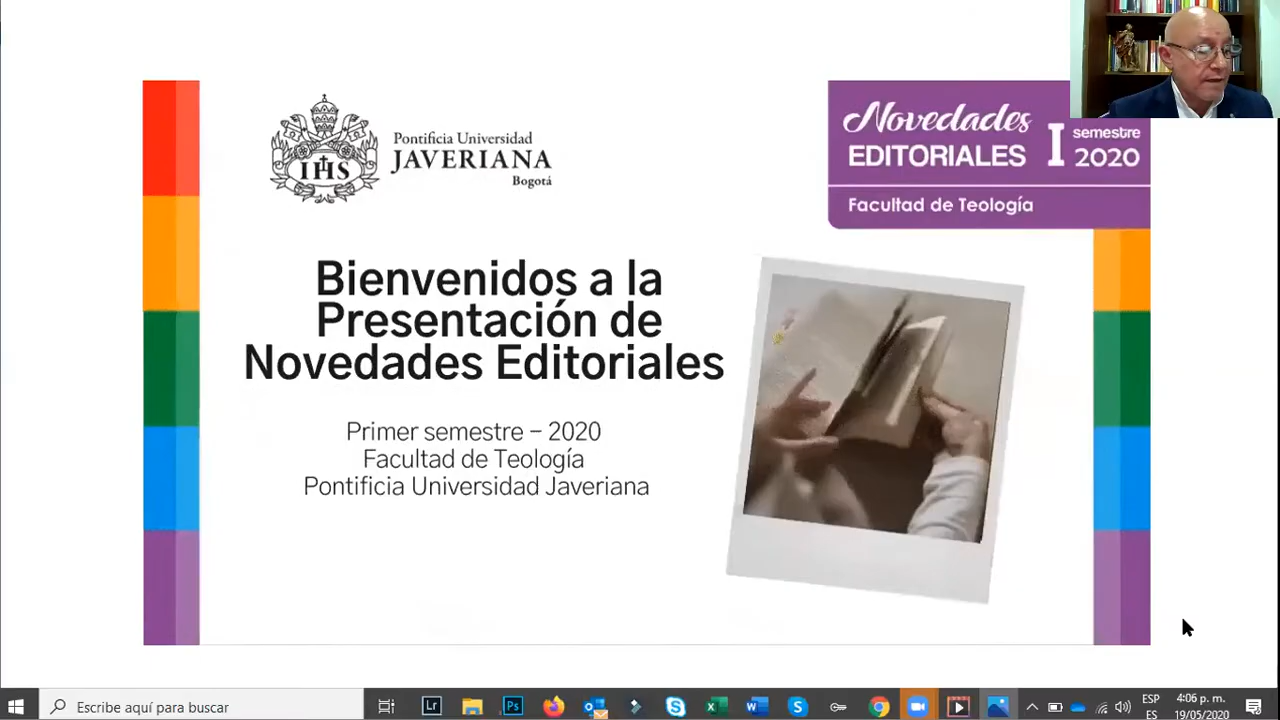 IHS
Pontificia Universidad
JAVERIANA
Bogotá
Novedades
EDITORIALES
I semestre
2020
Facultad de Teología
Bienvenidos a la
Presentación de
Novedades Editoriales
Primer semestre – 2020
Facultad de Teología
Pontificia Universidad Javeriana
Escribe aquí para buscar
Lr
Ps
ESP
ES
4:06 p. m.
19/05/2020